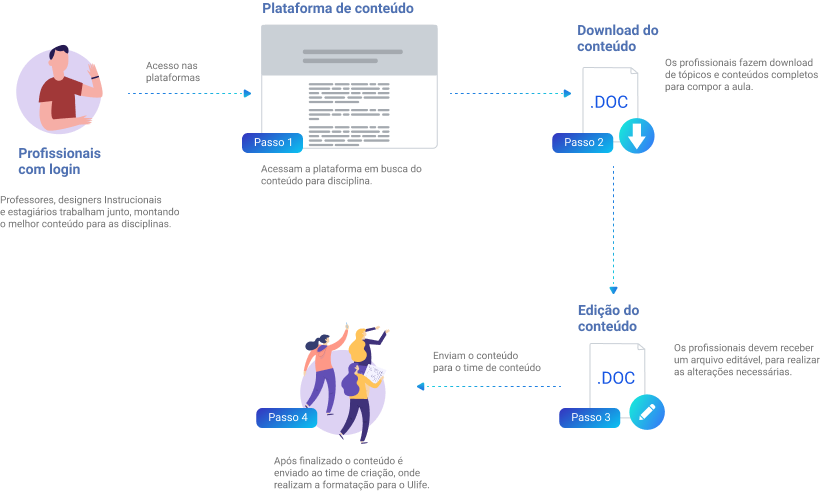 Profissionais
com login
Professores, designers Instrucionais
e estagiários trabalham junto, montando
o melhor conteúdo para as disciplinas.
Acesso nas
plataformas
Plataforma de conteúdo
Passo 1
Acessam a plataforma em busca do
conteúdo para disciplina.
Download do
conteúdo
.DOC
Passo 2
Os profissionais fazem download
de tópicos e conteúdos completos
para compor a aula.
Edição do
conteúdo
.DOC
Passo 3
Os profissionais devem receber
um arquivo editável, para realizar
as alterações necessárias.
Enviam o conteúdo
para o time de conteúdo
Passo 4
Após finalizado o conteúdo é
enviado ao time de criação, onde
realizam a formatação para o Ulife.